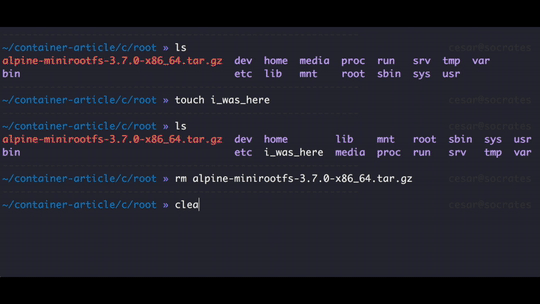 ~/container-article/c/root » ls cesar@socrates
alpine-minirootfs-3.7.0-x86_64.tar.gz dev home media proc run srv tmp var
bin etc lib mnt root sbin sys usr
~/container-article/c/root » touch i_was_here cesar@socrates
~/container-article/c/root » ls cesar@socrates
alpine-minirootfs-3.7.0-x86_64.tar.gz dev home lib mnt root sbin sys usr
bin etc i_was_here media proc run srv tmp var
~/container-article/c/root » rm alpine-minirootfs-3.7.0-x86_64.tar.gz cesar@socrates
~/container-article/c/root » clea cesar@socrates